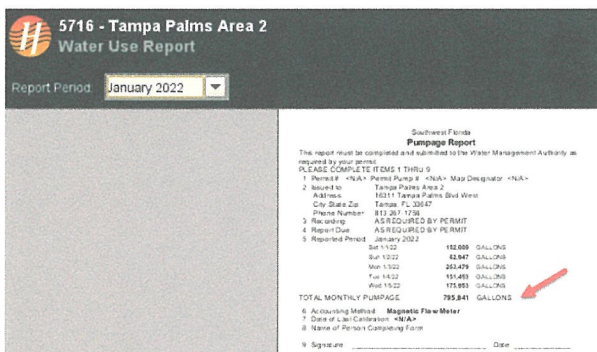 5716 - Tampa Palms Area 2
Water Use Report
Report Period: January 2022
Southwest Florida
Pumpage Report
This report must be completed and submitted to the Water Management Authority as
required by your permit
PLEASE COMPLETE ITEMS 1 THRU 9
1 Permit # <N/A> Permit Pump # <N/A> Map Designator <N/A>
2 Issued to Tampa Palms Area 2
Address 16311 Tampa Palms Blvd West
City State Zip Tampa, FL 33647
Phone Number 813-267-1756
3 Recording AS REQUIRED BY PERMIT
4 Report Due AS REQUIRED BY PERMIT
5 Reported Period January 2022
Sat 1/1/22 152,009 GALLONS
Sun 1/2/22 62,947 GALLONS
Mon 1/3/22 GALLONS
Tue 1/4/22 GALLONS
Wed 1/5/22 GALLONS
TOTAL MONTHLY PUMPAGE 795,841 GALLONS
6 Accounting Method Magnetic Flow Meter
7 Date of Last Calibration <N/A>
8 Name of Person Completing Form
9 Signature Date